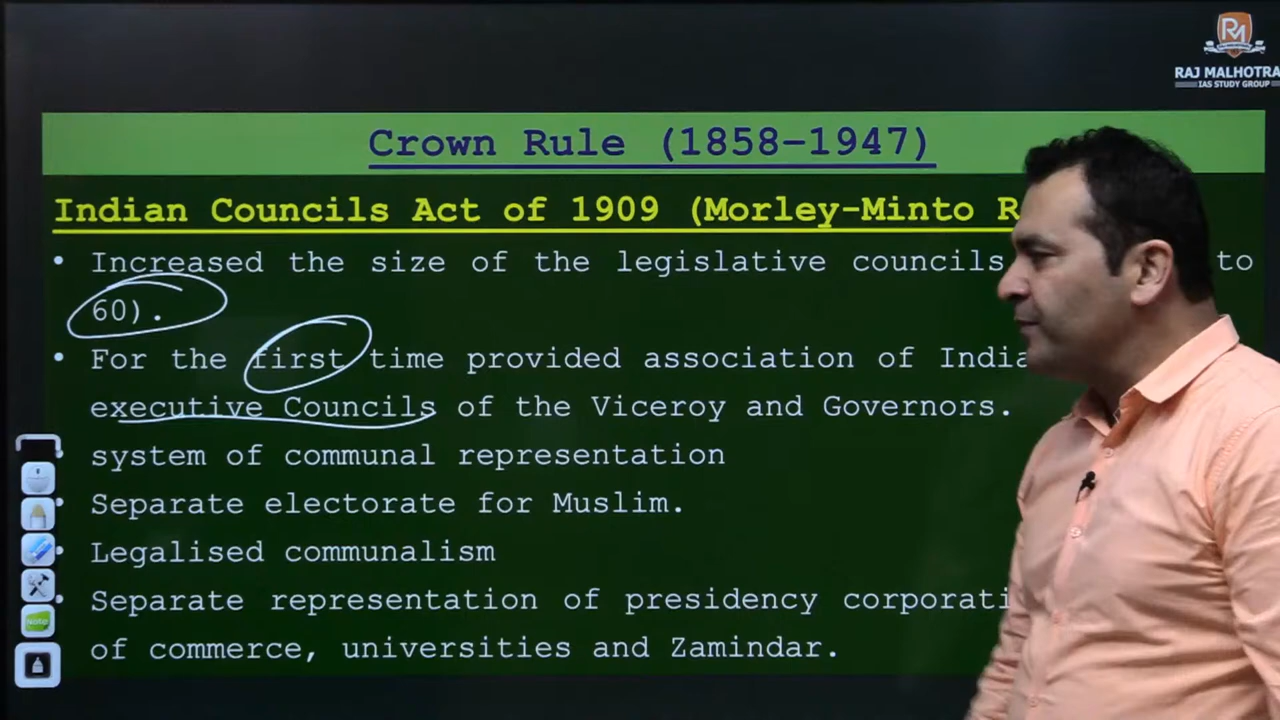 RAJ MALHOTRA
IAS STUDY GROUP
Crown Rule (1858–1947)
Indian Councils Act of 1909 (Morley-Minto
• Increased the size of the legislative councils to
60).
• For the first time provided association of
executive Councils of the Viceroy and Governors.
system of communal representation
• Separate electorate for Muslim.
• Legalised communalism
• Separate representation of presidency
of commerce, universities and Zamindar.
Note